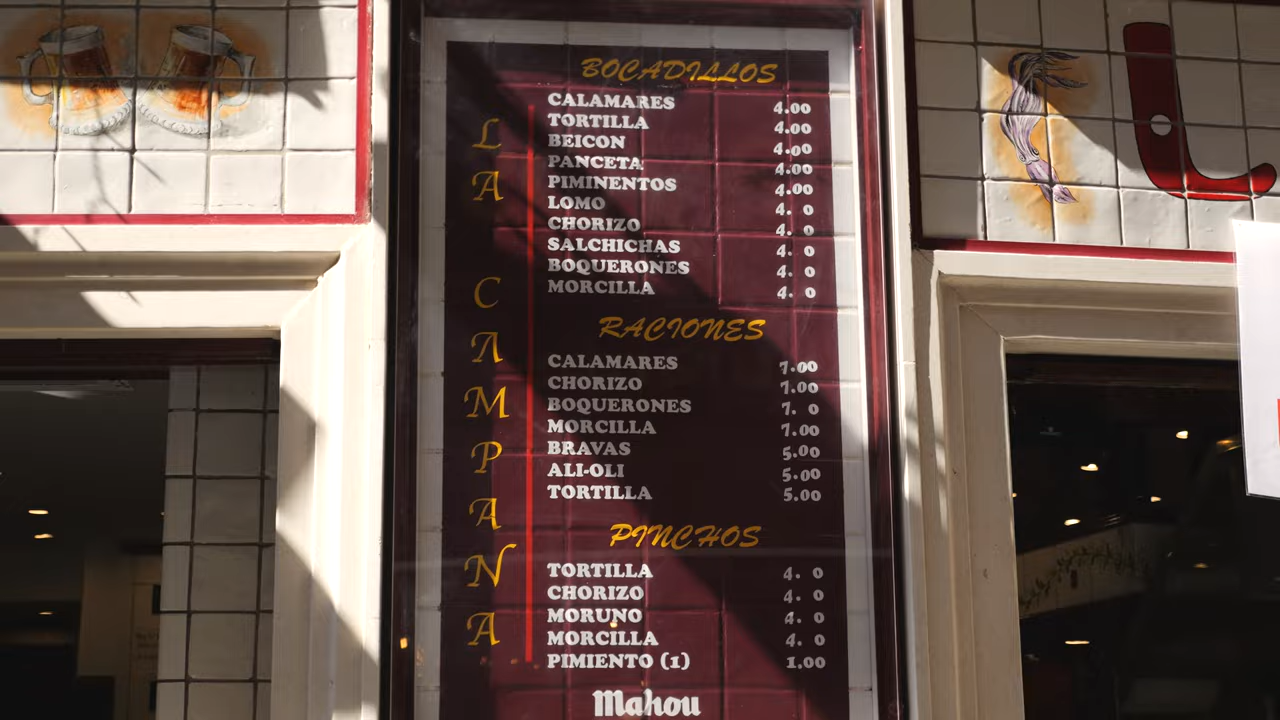 BOCADILLOS
CALAMARES 4.00
TORTILLA 4.00
BEICON 4.00
PANCETA 4.00
PIMINENTOS 4.00
LOMO 4. 0
CHORIZO 4. 0
SALCHICHAS 4. 0
BOQUERONES 4. 0
MORCILLA 4. 0
RACIONES
CALAMARES 7.00
CHORIZO 7.00
BOQUERONES 7. 0
MORCILLA 7.00
BRAVAS 5.00
ALI-OLI 5.00
TORTILLA 5.00
PINCHOS
TORTILLA 4. 0
CHORIZO 4. 0
MORUNO 4. 0
MORCILLA 4. 0
PIMIENTO (1) 1.00
Mahou
LA CAMPANA